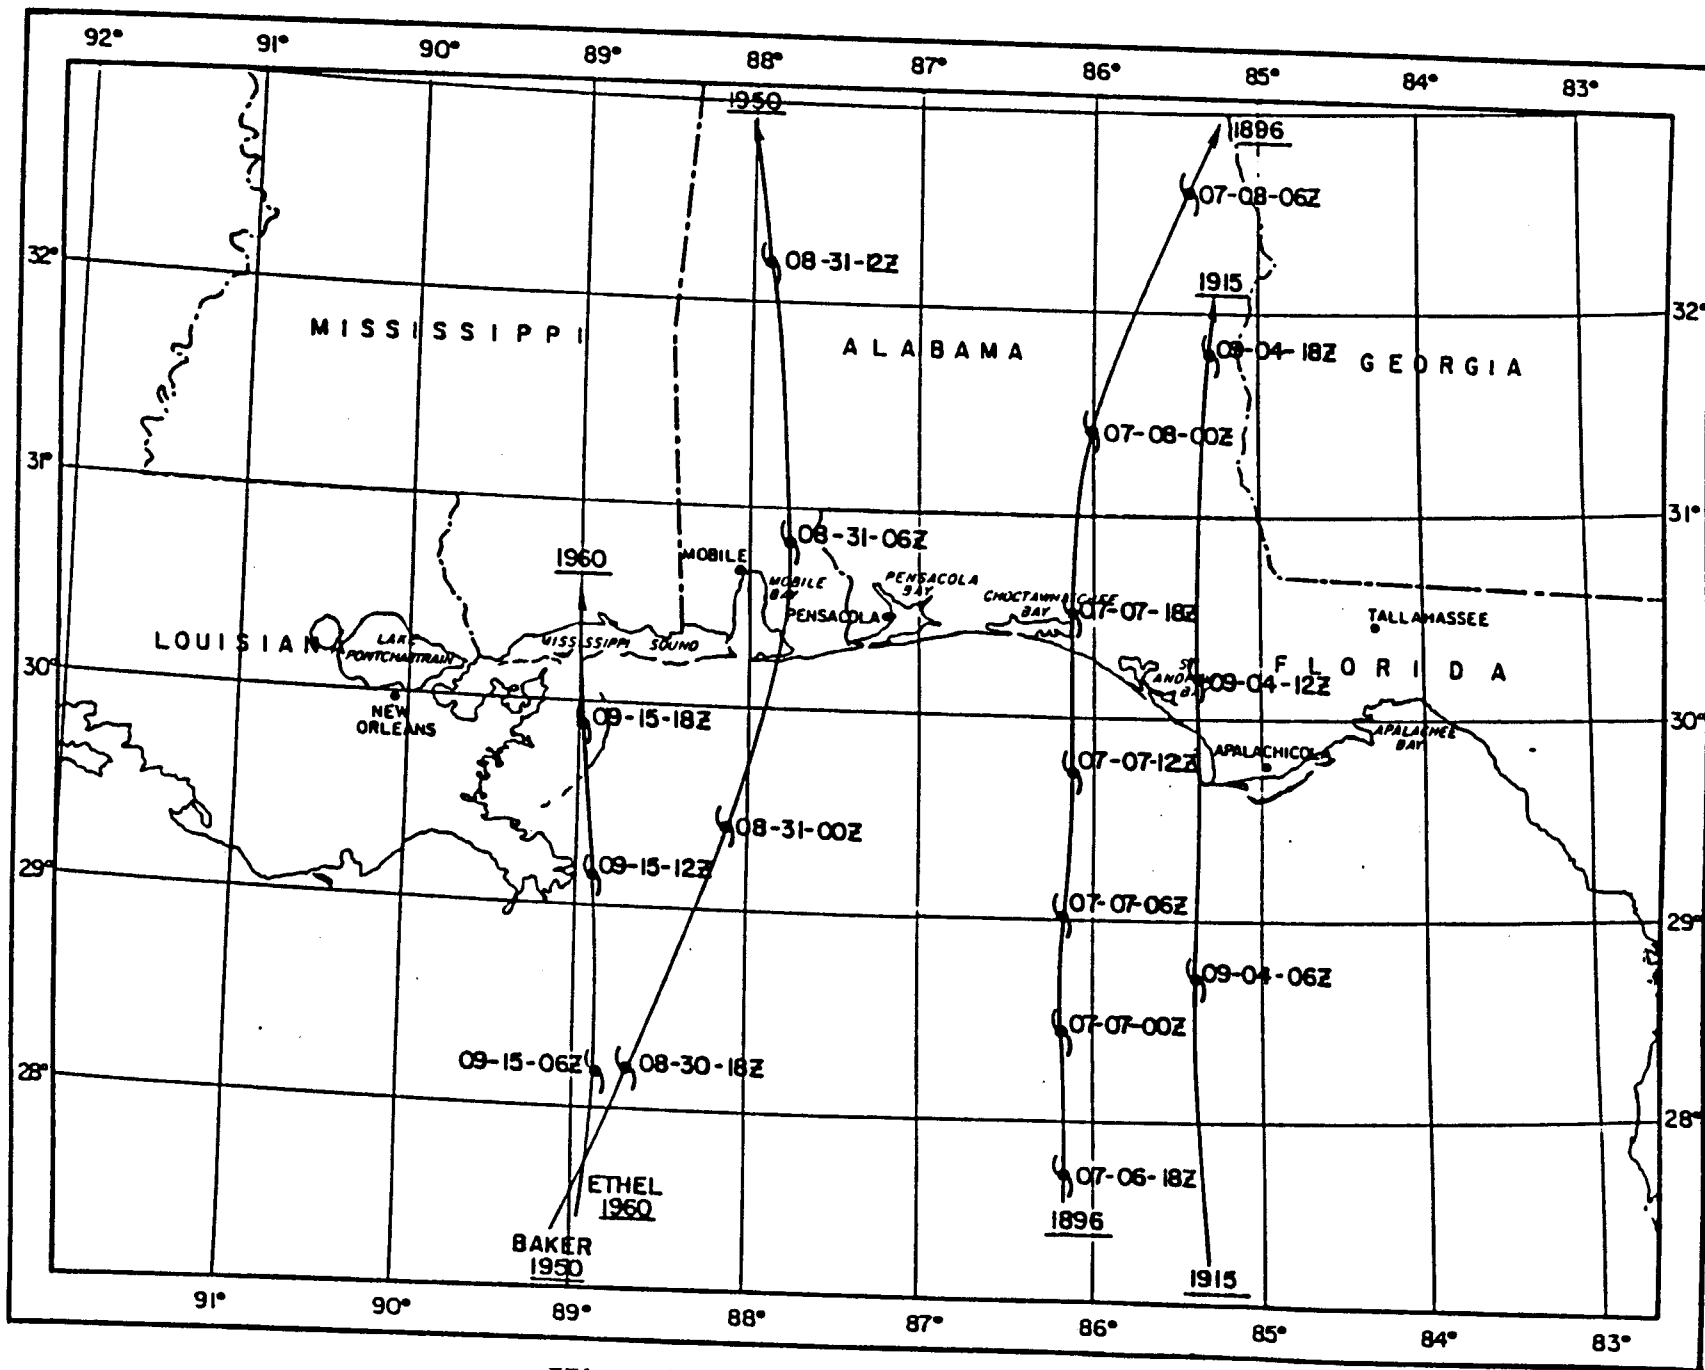 92° 91° 90° 89° 88° 87° 86° 85° 84° 83°
1950
1896
07-08-06Z
32°
08-31-12Z
1915
32°
MISSISSIPPI
ALABAMA
09-04-18Z
GEORGIA
31°
07-08-00Z
31°
08-31-06Z
1960
MOBILE
MOBILE
BAY
PENSACOLA
BAY
PENSACOLA
CHOCTAWHATCHEE
BAY
07-07-18Z
TALLAHASSEE
LOUISIANA
LAKE
PONTCHARTRAIN
MISSISSIPPI SOUND
30°
FLORIDA
09-04-12Z
NEW
ORLEANS
09-15-18Z
30°
APALACHEE
BAY
APALACHICOLA
07-07-12Z
08-31-00Z
29°
09-15-12Z
07-07-06Z
29°
09-04-06Z
07-07-00Z
28°
09-15-06Z
08-30-18Z
28°
07-06-18Z
ETHEL
1960
1896
BAKER
1950
1915
91° 90° 89° 88° 87° 86° 85° 84° 83°